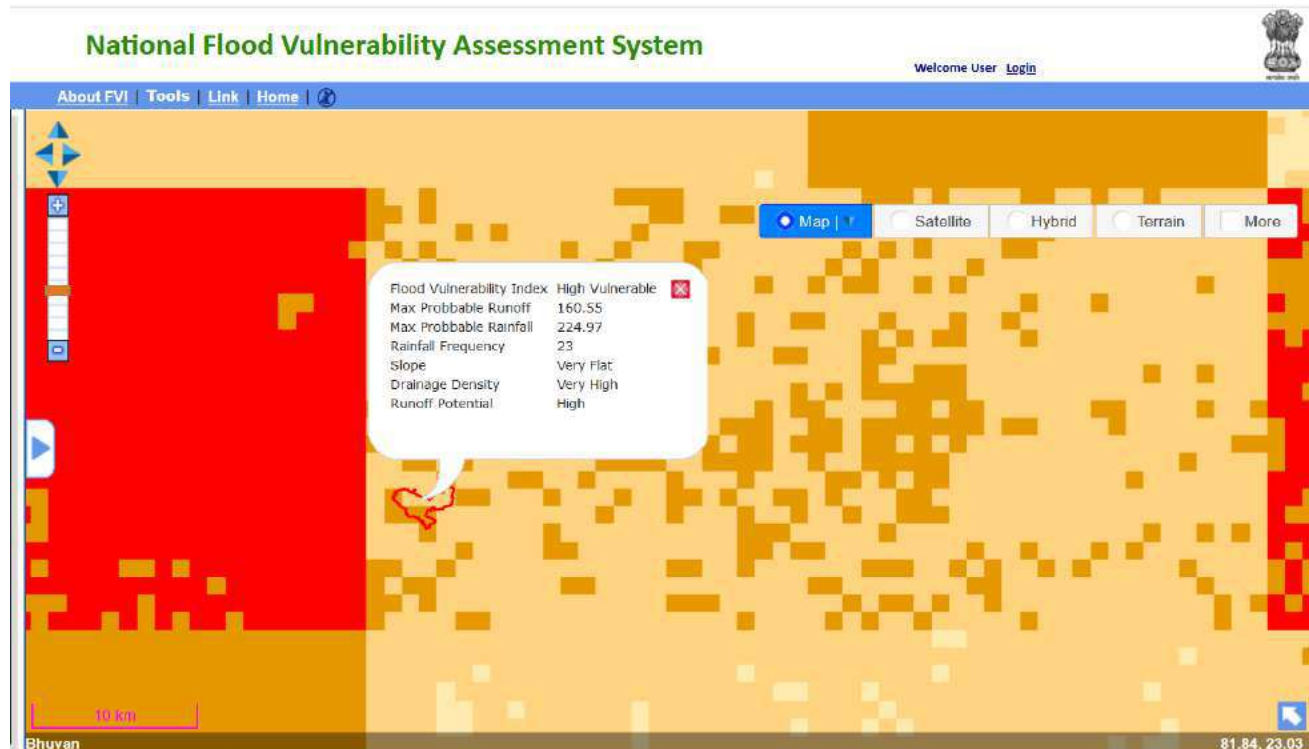 National Flood Vulnerability Assessment System
Welcome User Login
About FVI | Tools | Link | Home |
Map | Satellite Hybrid Terrain More
Flood Vulnerability Index High Vulnerable
Max Probbable Runoff 160.55
Max Probbable Rainfall 224.97
Rainfall Frequency 23
Slope Very Flat
Drainage Density Very High
Runoff Potential High
10 km
Bhuvan 81.84, 23.03